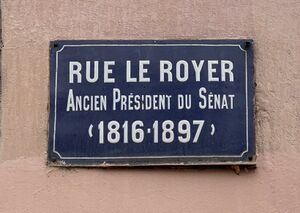 RUE LE ROYER
ANCIEN PRÉSIDENT DU SÉNAT
(1816-1897)